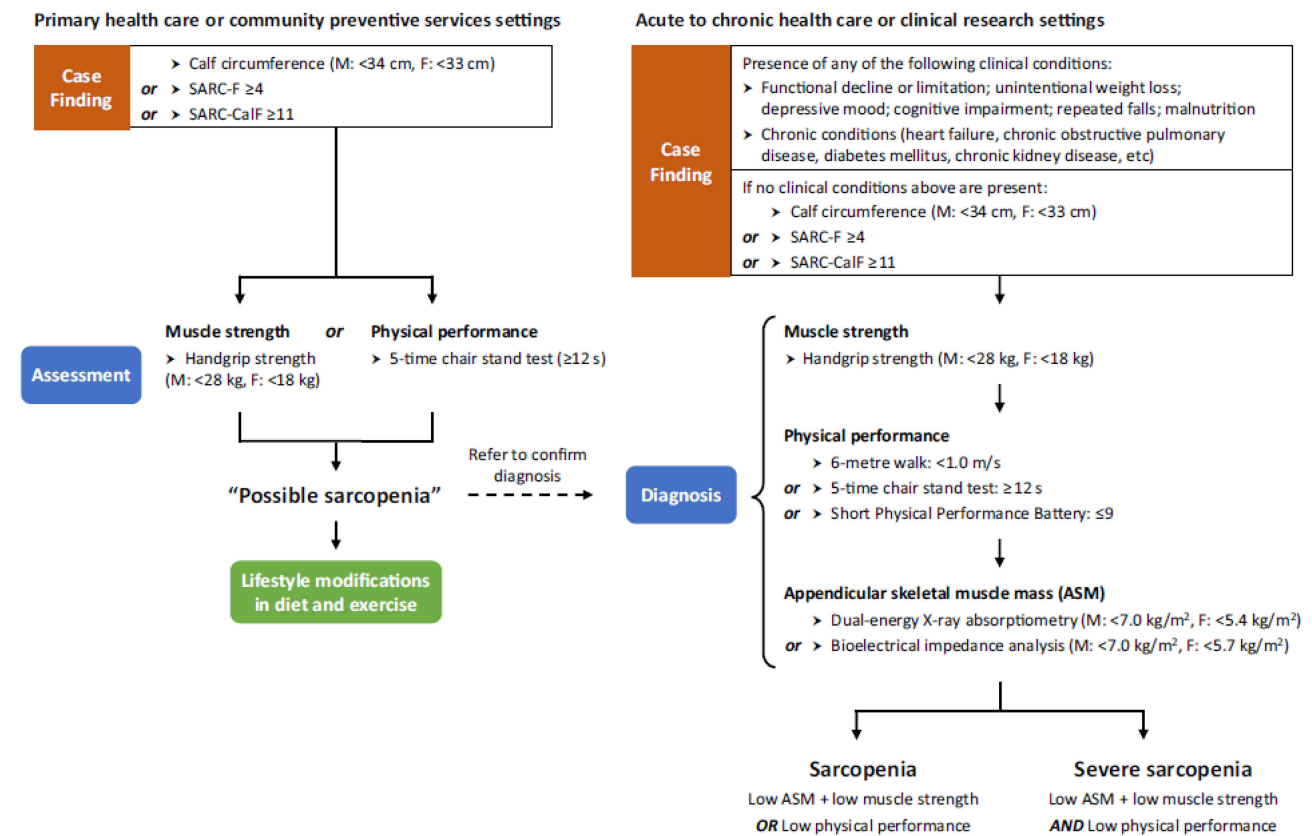 Primary health care or community preventive services settings
Case
Finding
➤ Calf circumference (M: <34 cm, F: <33 cm)
or ➤ SARC-F ≥4
or ➤ SARC-CalF ≥11
Muscle strength or Physical performance
➤ Handgrip strength
(M: <28 kg, F: <18 kg)
➤ 5-time chair stand test (≥12 s)
Assessment
"Possible sarcopenia"
Refer to confirm
diagnosis
Lifestyle modifications
in diet and exercise
Acute to chronic health care or clinical research settings
Case
Finding
Presence of any of the following clinical conditions:
➤ Functional decline or limitation; unintentional weight loss;
depressive mood; cognitive impairment; repeated falls; malnutrition
➤ Chronic conditions (heart failure, chronic obstructive pulmonary
disease, diabetes mellitus, chronic kidney disease, etc)
If no clinical conditions above are present:
➤ Calf circumference (M: <34 cm, F: <33 cm)
or ➤ SARC-F ≥4
or ➤ SARC-CalF ≥11
Diagnosis
Muscle strength
➤ Handgrip strength (M: <28 kg, F: <18 kg)
Physical performance
➤ 6-metre walk: <1.0 m/s
or ➤ 5-time chair stand test: ≥12 s
or ➤ Short Physical Performance Battery: ≤9
Appendicular skeletal muscle mass (ASM)
➤ Dual-energy X-ray absorptiometry (M: <7.0 kg/m², F: <5.4 kg/m²)
or ➤ Bioelectrical impedance analysis (M: <7.0 kg/m², F: <5.7 kg/m²)
Sarcopenia
Low ASM + low muscle strength
OR Low physical performance
Severe sarcopenia
Low ASM + low muscle strength
AND Low physical performance